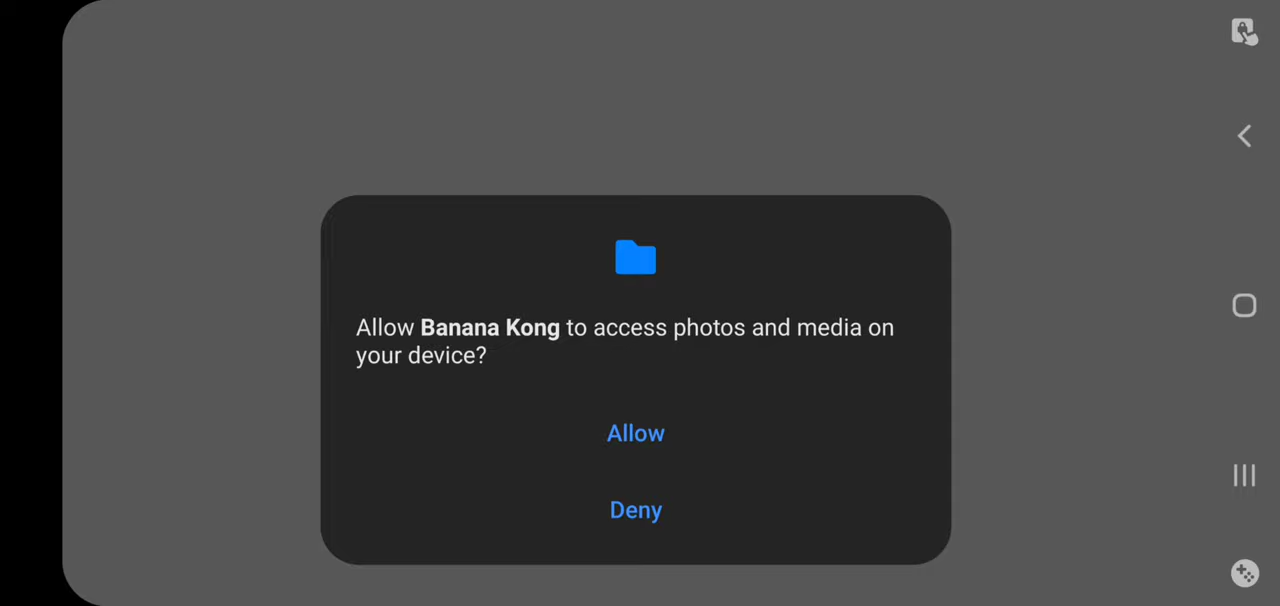 Allow Banana Kong to access photos and media on
your device?
Allow
Deny